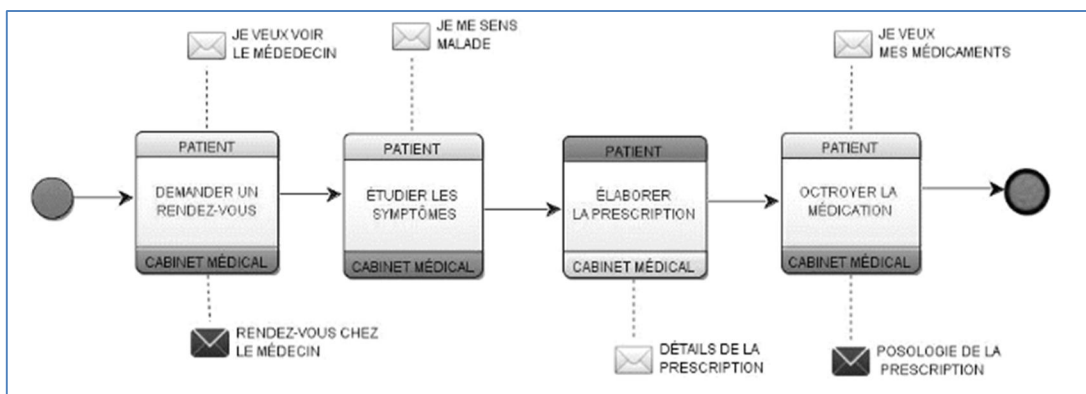 JE VEUX VOIR
LE MÉDEDECIN
JE ME SENS
MALADE
JE VEUX
MES MÉDICAMENTS
PATIENT
DEMANDER UN
RENDEZ-VOUS
CABINET MÉDICAL
PATIENT
ÉTUDIER LES
SYMPTÔMES
CABINET MÉDICAL
PATIENT
ÉLABORER
LA PRESCRIPTION
CABINET MÉDICAL
PATIENT
OCTROYER LA
MÉDICATION
CABINET MÉDICAL
RENDEZ-VOUS CHEZ
LE MÉDECIN
DÉTAILS DE LA
PRESCRIPTION
POSOLOGIE DE LA
PRESCRIPTION